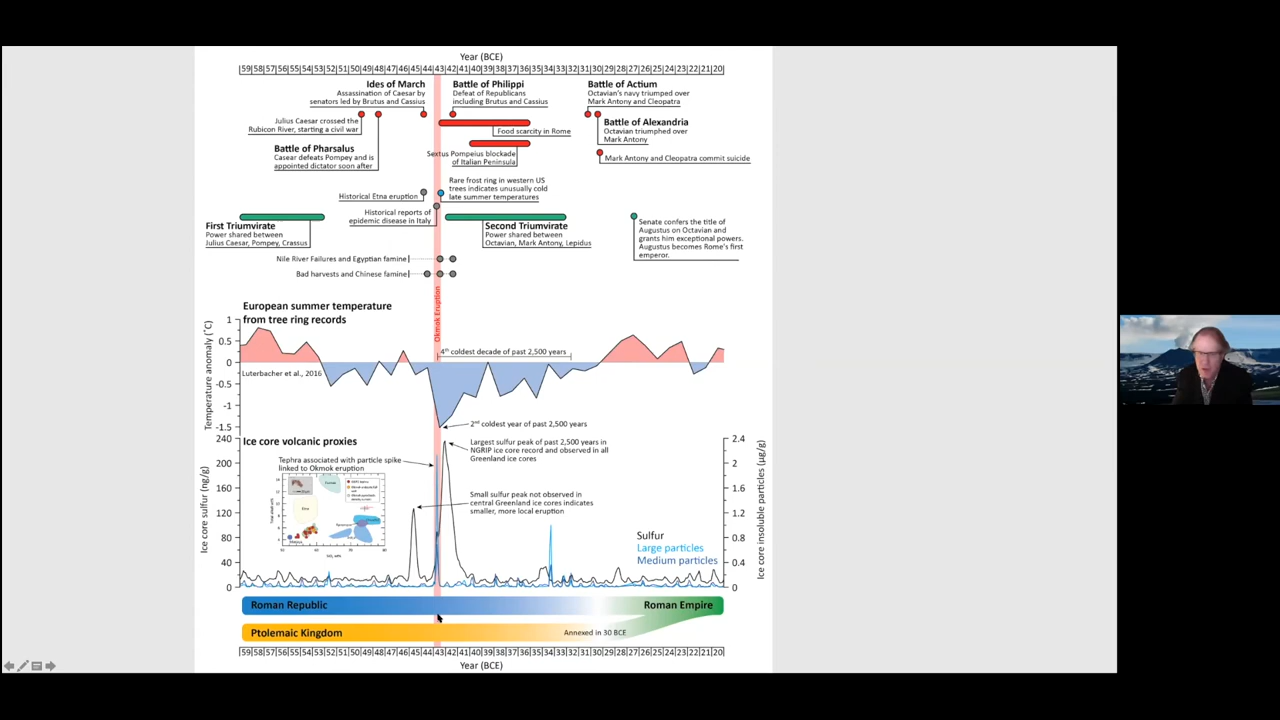 Year (BCE)
59 58 57 56 55 54 53 52 51 50 49 48 47 46 45 44 43 42 41 40 39 38 37 36 35 34 33 32 31 30 29 28 27 26 25 24 23 22 21 20
Ides of March
Assassination of Caesar by
senators led by Brutus and Cassius
Battle of Philippi
Defeat of Republicans
including Brutus and Cassius
Battle of Actium
Octavian's navy triumped over
Mark Antony and Cleopatra
Julius Caesar crossed the
Rubicon River, starting a civil war
Food scarcity in Rome
Battle of Alexandria
Octavian triumphed over
Mark Antony
Battle of Pharsalus
Casear defeats Pompey and is
appointed dictator soon after
Sextus Pompeius blockade
of Italian Peninsula
Mark Antony and Cleopatra commit suicide
Rare frost ring in western US
trees indicates unusually cold
late summer temperatures
Historical Etna eruption
Historical reports of
epidemic disease in Italy
First Triumvirate
Power shared between
Julius Caesar, Pompey, Crassus
Second Triumvirate
Power shared between
Octavian, Mark Antony, Lepidus
Senate confers the title of
Augustus on Octavian and
grants him exceptional powers.
Augustus becomes Rome's first
emperor.
Nile River Failures and Egyptian famine
Bad harvests and Chinese famine
Okmok Eruption
European summer temperature
from tree ring records
Temperature anomaly (˚C)
1
0.5
0
-0.5
-1
-1.5
4th coldest decade of past 2,500 years
Luterbacher et al., 2016
2nd coldest year of past 2,500 years
Ice core volcanic proxies
Ice core sulfur (ng/g)
240
200
160
120
80
40
0
Largest sulfur peak of past 2,500 years in
NGRIP ice core record and observed in all
Greenland ice cores
Tephra associated with particle spike
linked to Okmok eruption
Small sulfur peak not observed in
central Greenland ice cores indicates
smaller, more local eruption
2.4
2
1.6
1.2
0.8
0.4
0
Ice core insoluble particles (µg/g)
Sulfur
Large particles
Medium particles
Roman Republic
Roman Empire
Ptolemaic Kingdom
Annexed in 30 BCE
59 58 57 56 55 54 53 52 51 50 49 48 47 46 45 44 43 42 41 40 39 38 37 36 35 34 33 32 31 30 29 28 27 26 25 24 23 22 21 20
Year (BCE)